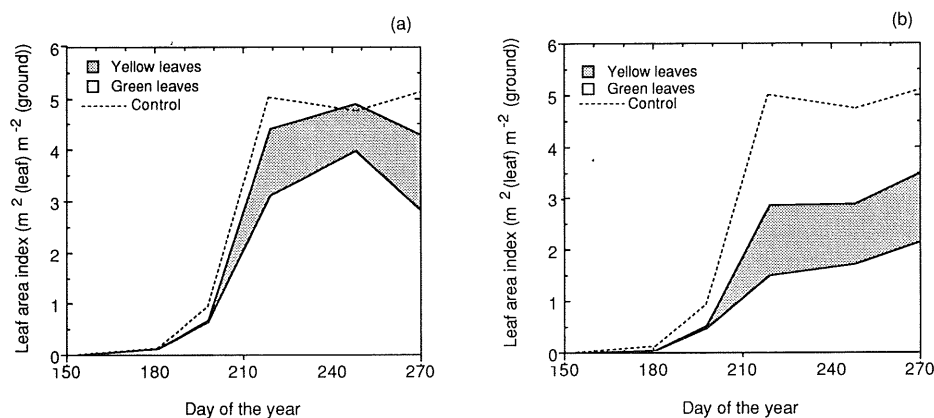 (a)
Leaf area index (m² (leaf) m⁻² (ground))
6
5
4
3
2
1
0
Yellow leaves
Green leaves
Control
150 180 210 240 270
Day of the year
(b)
Leaf area index (m² (leaf) m⁻² (ground))
6
5
4
3
2
1
0
Yellow leaves
Green leaves
Control
150 180 210 240 270
Day of the year